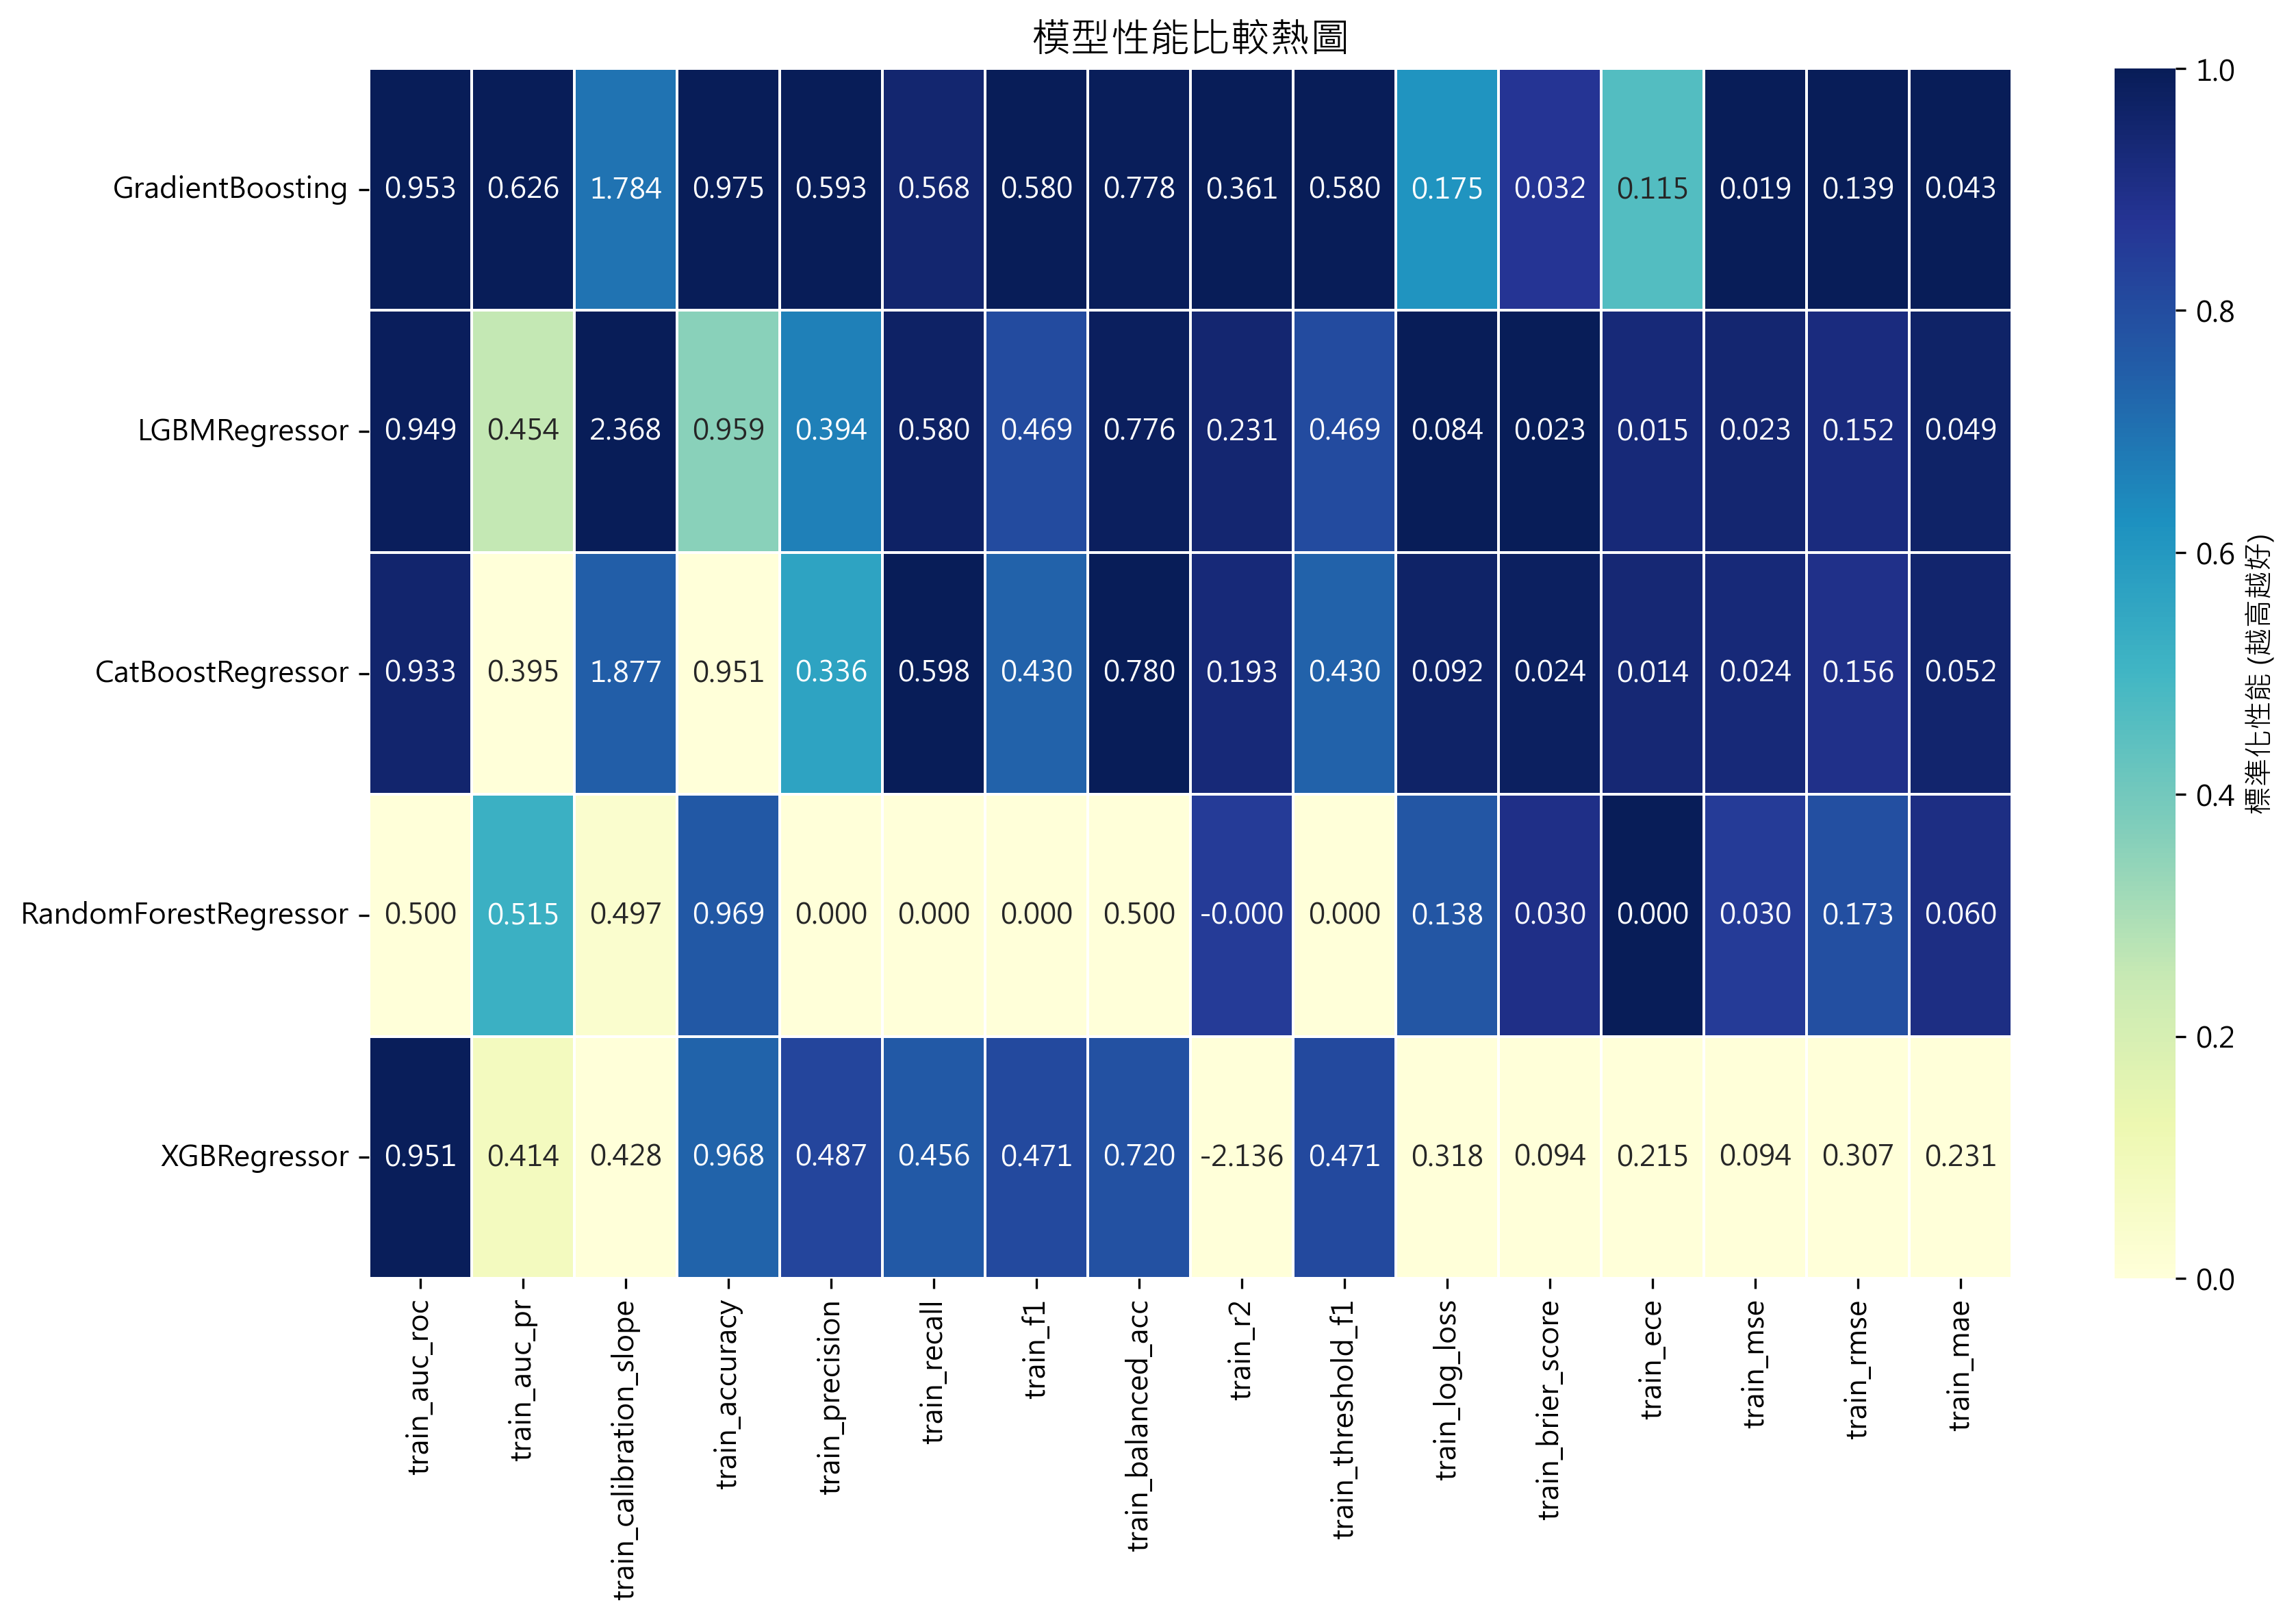 模型性能比較熱圖
GradientBoosting 0.953 0.626 1.784 0.975 0.593 0.568 0.580 0.778 0.361 0.580 0.175 0.032 0.115 0.019 0.139 0.043
LGBMRegressor 0.949 0.454 2.368 0.959 0.394 0.580 0.469 0.776 0.231 0.469 0.084 0.023 0.015 0.023 0.152 0.049
CatBoostRegressor 0.933 0.395 1.877 0.951 0.336 0.598 0.430 0.780 0.193 0.430 0.092 0.024 0.014 0.024 0.156 0.052
RandomForestRegressor 0.500 0.515 0.497 0.969 0.000 0.000 0.000 0.500 -0.000 0.000 0.138 0.030 0.000 0.030 0.173 0.060
XGBRegressor 0.951 0.414 0.428 0.968 0.487 0.456 0.471 0.720 -2.136 0.471 0.318 0.094 0.215 0.094 0.307 0.231
train_auc_roc
train_auc_pr
train_calibration_slope
train_accuracy
train_precision
train_recall
train_f1
train_balanced_acc
train_r2
train_threshold_f1
train_log_loss
train_brier_score
train_ece
train_mse
train_rmse
train_mae
1.0
0.8
0.6
0.4
0.2
0.0
標準化性能 (越高越好)